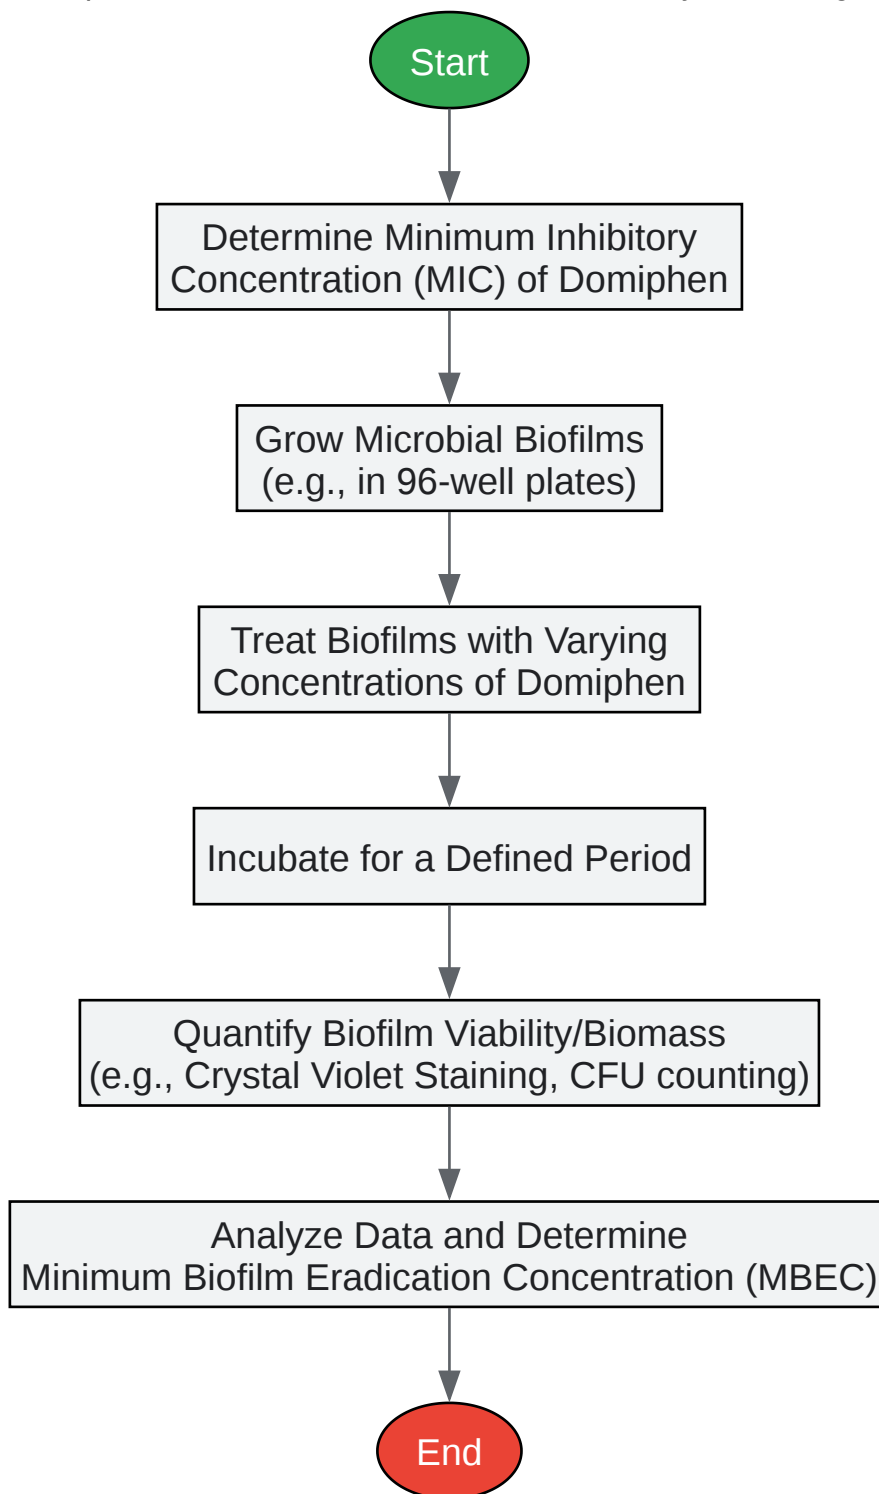 Start
Determine Minimum Inhibitory
Concentration (MIC) of Domiphen
Grow Microbial Biofilms
(e.g., in 96-well plates)
Treat Biofilms with Varying
Concentrations of Domiphen
Incubate for a Defined Period
Quantify Biofilm Viability/Biomass
(e.g., Crystal Violet Staining, CFU counting)
Analyze Data and Determine
Minimum Biofilm Eradication Concentration (MBEC)
End